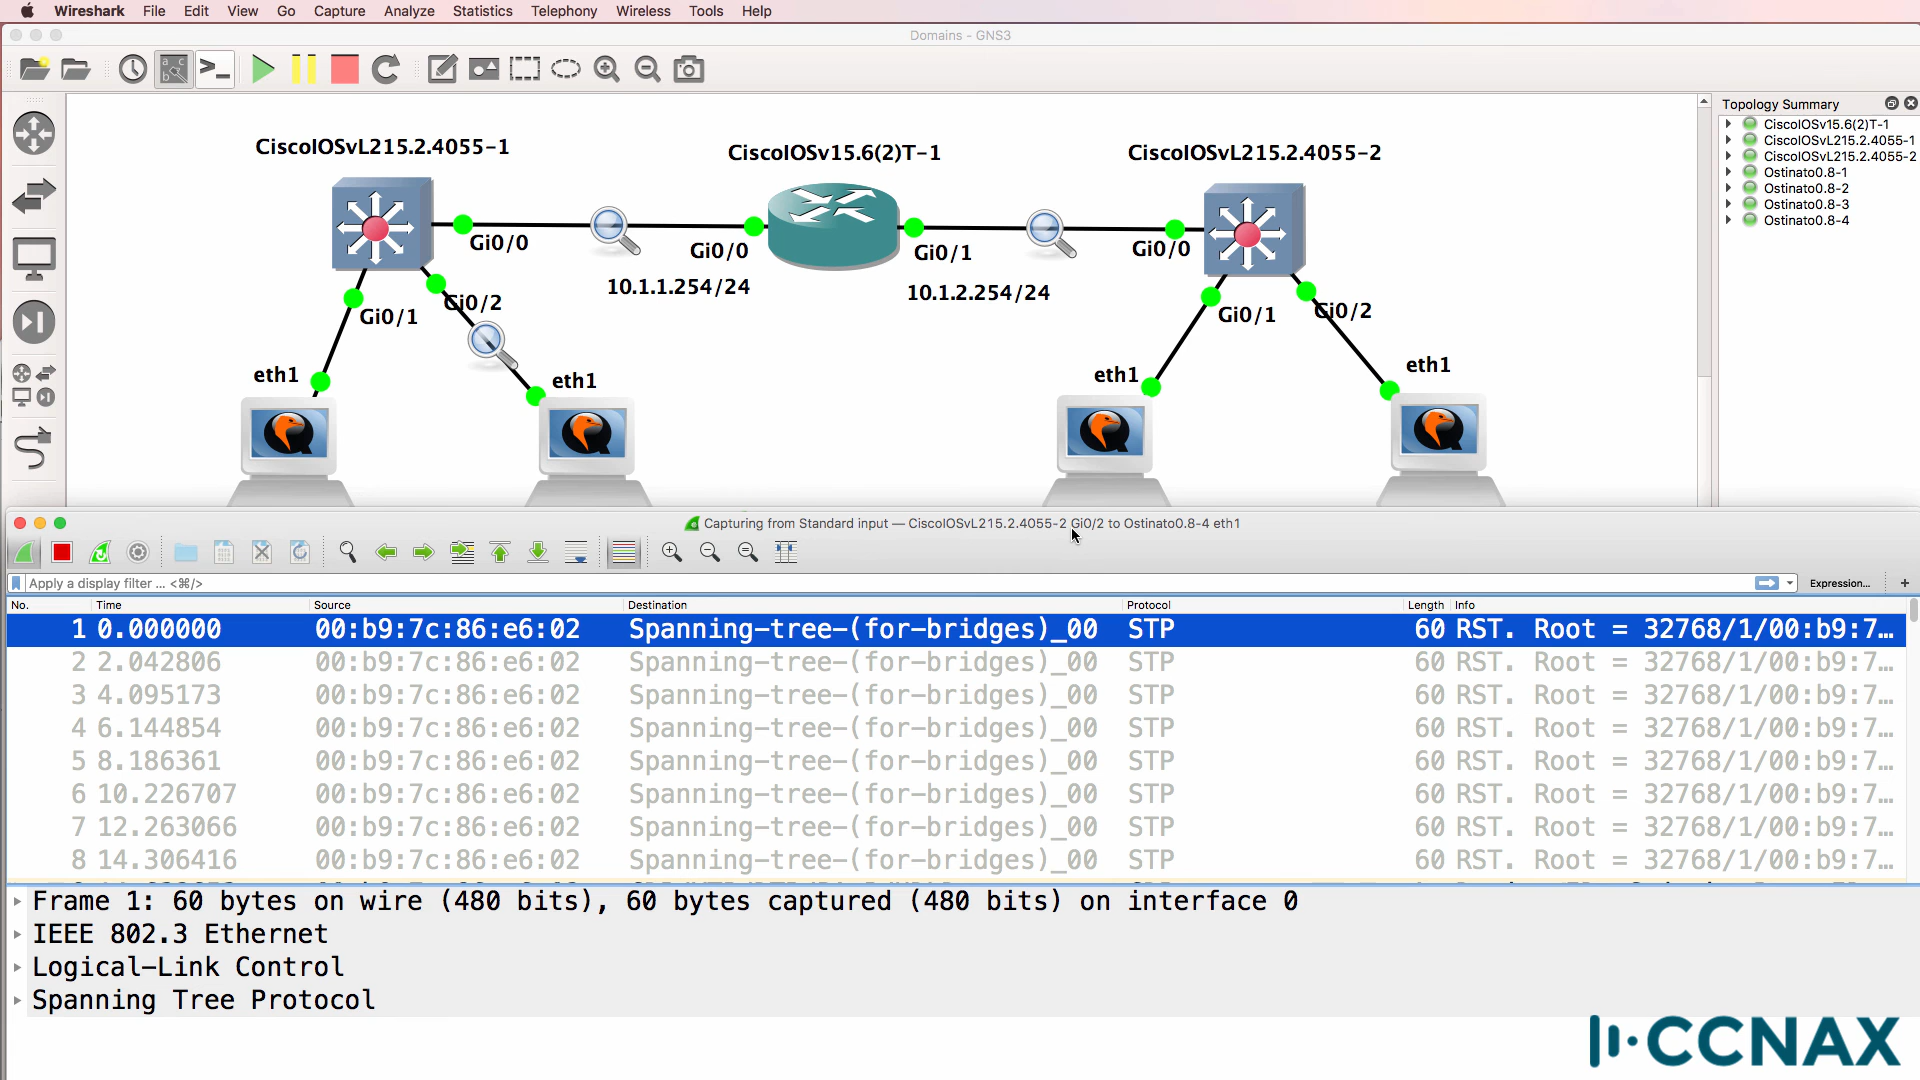 Wireshark File Edit View Go Capture Analyze Statistics Telephony Wireless Tools Help
Domains - GNS3
Topology Summary
CiscoIOSv15.6(2)T-1
CiscoIOSvL215.2.4055-1
CiscoIOSvL215.2.4055-2
Ostinato0.8-1
Ostinato0.8-2
Ostinato0.8-3
Ostinato0.8-4
CiscoIOSvL215.2.4055-1
CiscoIOSv15.6(2)T-1
CiscoIOSvL215.2.4055-2
Gi0/0
Gi0/0
Gi0/1
Gi0/0
10.1.1.254/24
10.1.2.254/24
Gi0/1
Gi0/2
Gi0/1
Gi0/2
eth1
eth1
eth1
eth1
Capturing from Standard input — CiscoIOSvL215.2.4055-2 Gi0/2 to Ostinato0.8-4 eth1
Apply a display filter ... <⌘/>
Expression... +
No. Time Source Destination Protocol Length Info
1 0.000000 00:b9:7c:86:e6:02 Spanning-tree-(for-bridges)_00 STP 60 RST. Root = 32768/1/00:b9:7…
2 2.042806 00:b9:7c:86:e6:02 Spanning-tree-(for-bridges)_00 STP 60 RST. Root = 32768/1/00:b9:7…
3 4.095173 00:b9:7c:86:e6:02 Spanning-tree-(for-bridges)_00 STP 60 RST. Root = 32768/1/00:b9:7…
4 6.144854 00:b9:7c:86:e6:02 Spanning-tree-(for-bridges)_00 STP 60 RST. Root = 32768/1/00:b9:7…
5 8.186361 00:b9:7c:86:e6:02 Spanning-tree-(for-bridges)_00 STP 60 RST. Root = 32768/1/00:b9:7…
6 10.226707 00:b9:7c:86:e6:02 Spanning-tree-(for-bridges)_00 STP 60 RST. Root = 32768/1/00:b9:7…
7 12.263066 00:b9:7c:86:e6:02 Spanning-tree-(for-bridges)_00 STP 60 RST. Root = 32768/1/00:b9:7…
8 14.306416 00:b9:7c:86:e6:02 Spanning-tree-(for-bridges)_00 STP 60 RST. Root = 32768/1/00:b9:7…
Frame 1: 60 bytes on wire (480 bits), 60 bytes captured (480 bits) on interface 0
IEEE 802.3 Ethernet
Logical-Link Control
Spanning Tree Protocol
CCNAX